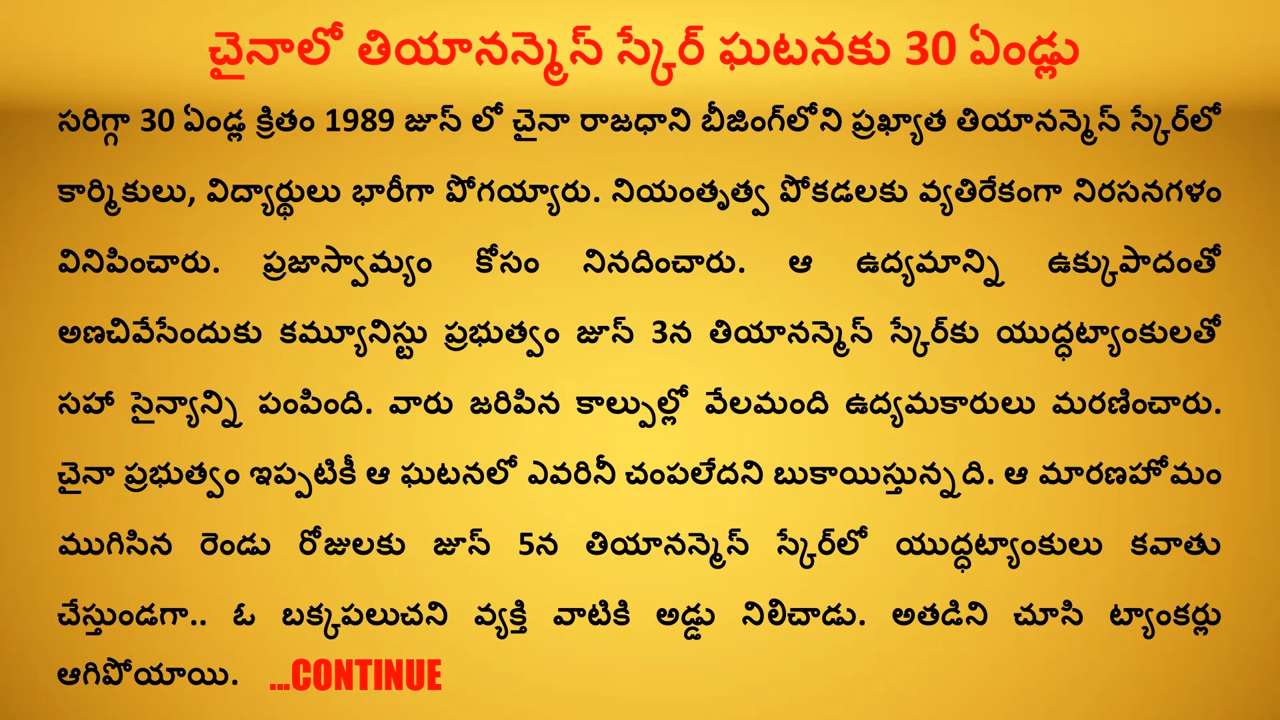 చైనాలో తియానన్మెన్ స్కేర్ ఘటనకు 30 ఏండ్లు
సరిగ్గా 30 ఏండ్ల క్రితం 1989 జూన్ లో చైనా రాజధాని బీజింగ్‌లోని ప్రఖ్యాత తియానన్మెన్ స్కేర్‌లో
కార్మికులు, విద్యార్థులు భారీగా పోగయ్యారు. నియంతృత్వ పోకడలకు వ్యతిరేకంగా నిరసనగళం
వినిపించారు. ప్రజాస్వామ్యం కోసం నినదించారు. ఆ ఉద్యమాన్ని ఉక్కుపాదంతో
అణచివేసేందుకు కమ్యూనిస్టు ప్రభుత్వం జూన్ 3న తియానన్మెన్ స్కేర్‌కు యుద్ధట్యాంకులతో
సహా సైన్యాన్ని పంపింది. వారు జరిపిన కాల్పుల్లో వేలమంది ఉద్యమకారులు మరణించారు.
చైనా ప్రభుత్వం ఇప్పటికీ ఆ ఘటనలో ఎవరినీ చంపలేదని బుకాయిస్తున్నది. ఆ మారణహోమం
ముగిసిన రెండు రోజులకు జూన్ 5న తియానన్మెన్ స్కేర్‌లో యుద్ధట్యాంకులు కవాతు
చేస్తుండగా.. ఓ బక్కపలుచని వ్యక్తి వాటికి అడ్డు నిలిచాడు. అతడిని చూసి ట్యాంకర్లు
ఆగిపోయాయి. ...CONTINUE